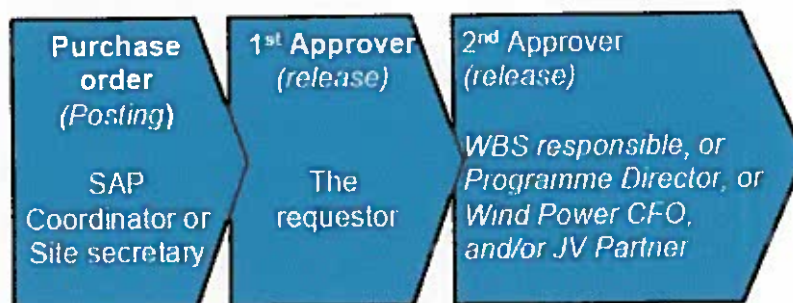 Purchase
order
(Posting)
SAP
Coordinator or
Site secretary
1st Approver
(release)
The
requestor
2nd Approver
(release)
WBS responsible, or
Programme Director, or
Wind Power CFO,
and/or JV Partner